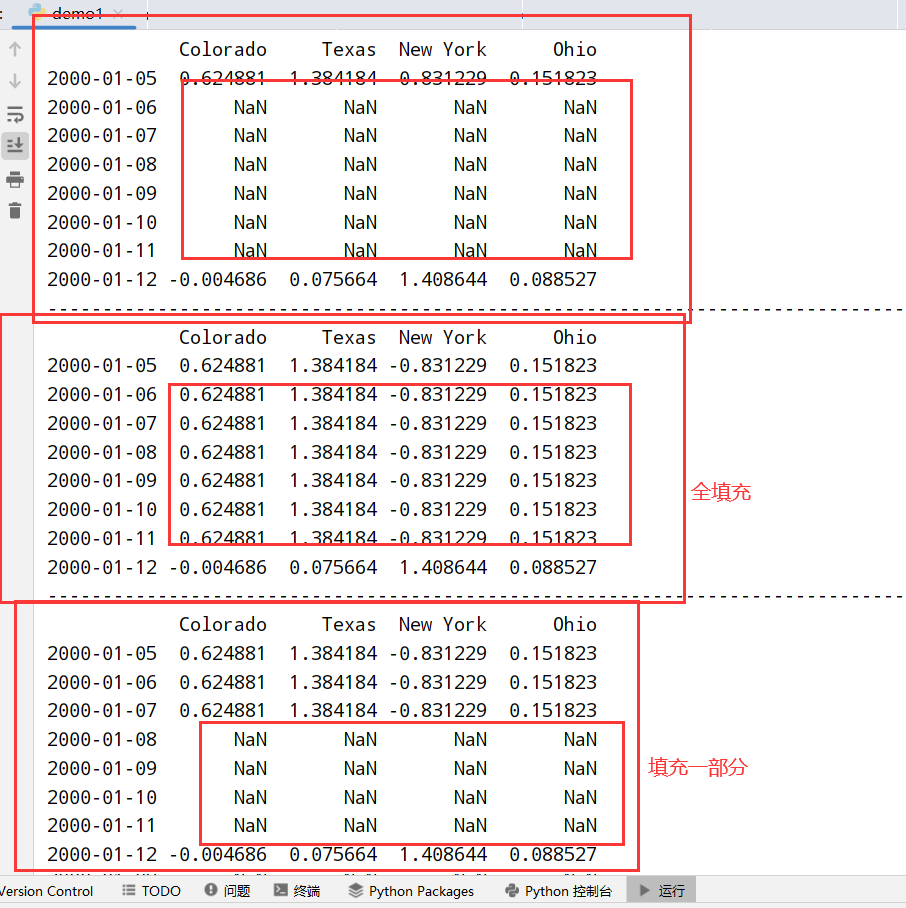 demo1
Colorado Texas New York Ohio
2000-01-05 0.624881 1.384184 0.831229 0.151823
2000-01-06 NaN NaN NaN NaN
2000-01-07 NaN NaN NaN NaN
2000-01-08 NaN NaN NaN NaN
2000-01-09 NaN NaN NaN NaN
2000-01-10 NaN NaN NaN NaN
2000-01-11 NaN NaN NaN NaN
2000-01-12 -0.004686 0.075664 1.408644 0.088527
------------------------------------------------------------------------------
Colorado Texas New York Ohio
2000-01-05 0.624881 1.384184 -0.831229 0.151823
2000-01-06 0.624881 1.384184 -0.831229 0.151823
2000-01-07 0.624881 1.384184 -0.831229 0.151823
2000-01-08 0.624881 1.384184 -0.831229 0.151823
2000-01-09 0.624881 1.384184 -0.831229 0.151823
全填充
2000-01-10 0.624881 1.384184 -0.831229 0.151823
2000-01-11 0.624881 1.384184 -0.831229 0.151823
2000-01-12 -0.004686 0.075664 1.408644 0.088527
------------------------------------------------------------------------------
Colorado Texas New York Ohio
2000-01-05 0.624881 1.384184 -0.831229 0.151823
2000-01-06 0.624881 1.384184 -0.831229 0.151823
2000-01-07 0.624881 1.384184 -0.831229 0.151823
2000-01-08 NaN NaN NaN NaN
2000-01-09 NaN NaN NaN NaN
填充一部分
2000-01-10 NaN NaN NaN NaN
2000-01-11 NaN NaN NaN NaN
2000-01-12 -0.004686 0.075664 1.408644 0.088527
Version Control TODO 问题 终端 Python Packages Python 控制台 运行